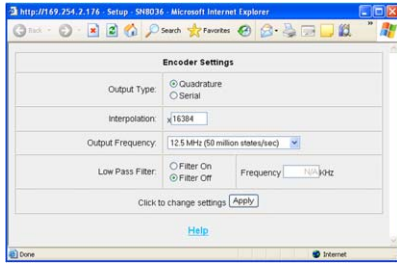 http://169.254.2.176 - Setup - SN8036 - Microsoft Internet Explorer
Back Search Favorites
Encoder Settings
Output Type: Quadrature
Serial
Interpolation: x 16384
Output Frequency: 12.5 MHz (50 million states/sec)
Low Pass Filter: Filter On
Filter Off
Frequency N/A KHz
Click to change settings Apply
Help
Done Internet